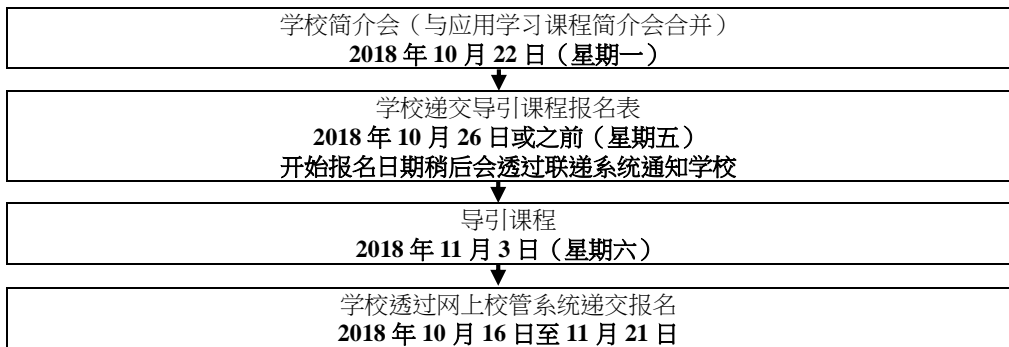 学校简介会（与应用学习课程简介会合并）
2018 年 10 月 22 日（星期一）
学校递交导引课程报名表
2018 年 10 月 26 日或之前（星期五）
开始报名日期稍后会透过联递系统通知学校
导引课程
2018 年 11 月 3 日（星期六）
学校透过网上校管系统递交报名
2018 年 10 月 16 日至 11 月 21 日